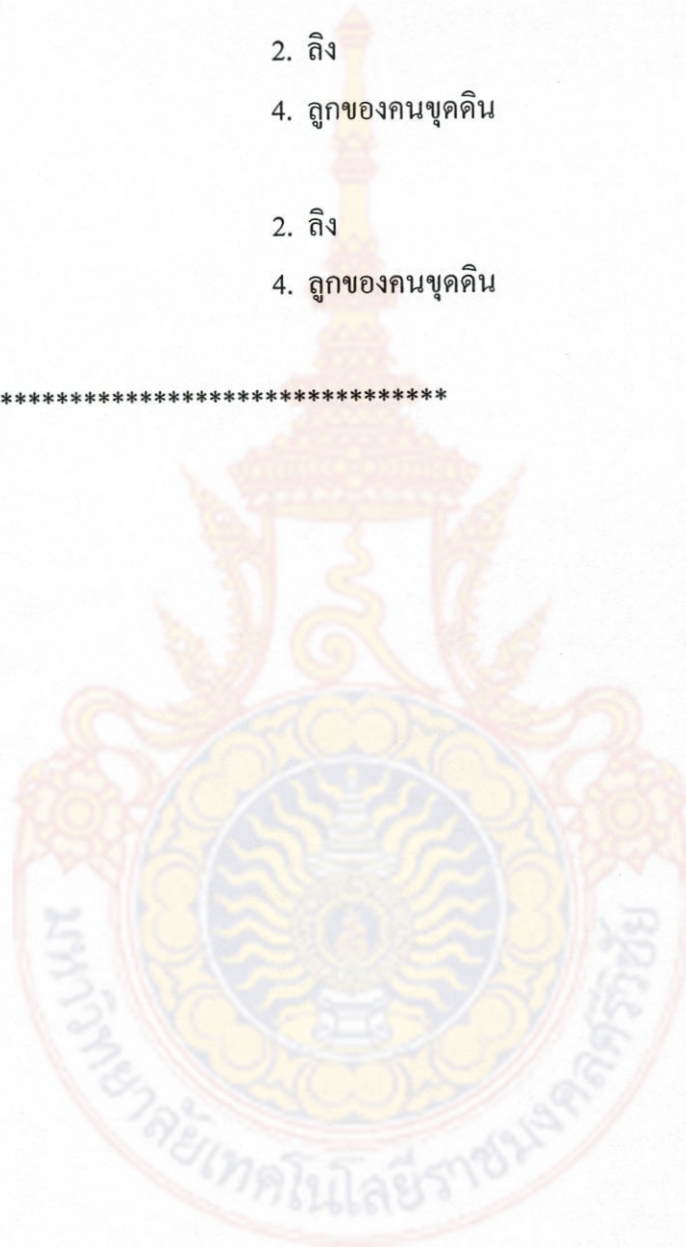 2. ลิง
4. ลูกของคนขุดดิน
2. ลิง
4. ลูกของคนขุดดิน
********************************
มหาวิทยาลัยเทคโนโลยีราชมงคลศรีวิชัย